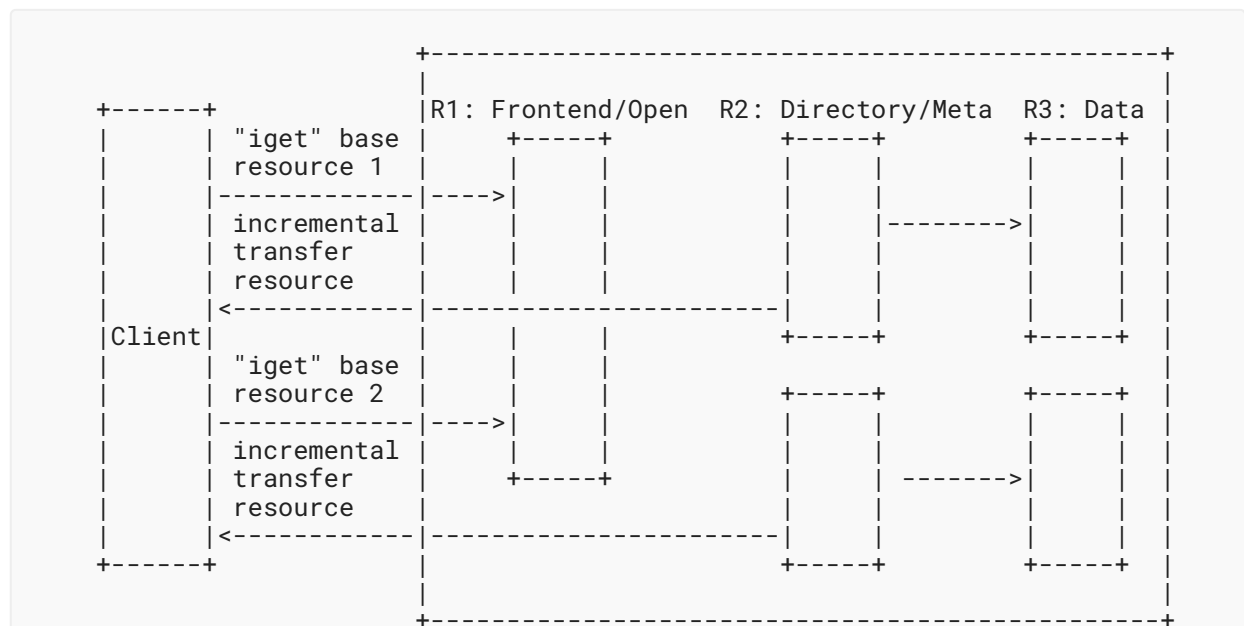 R1: Frontend/Open R2: Directory/Meta R3: Data
"iget" base
resource 1
incremental
transfer
resource
Client
"iget" base
resource 2
incremental
transfer
resource